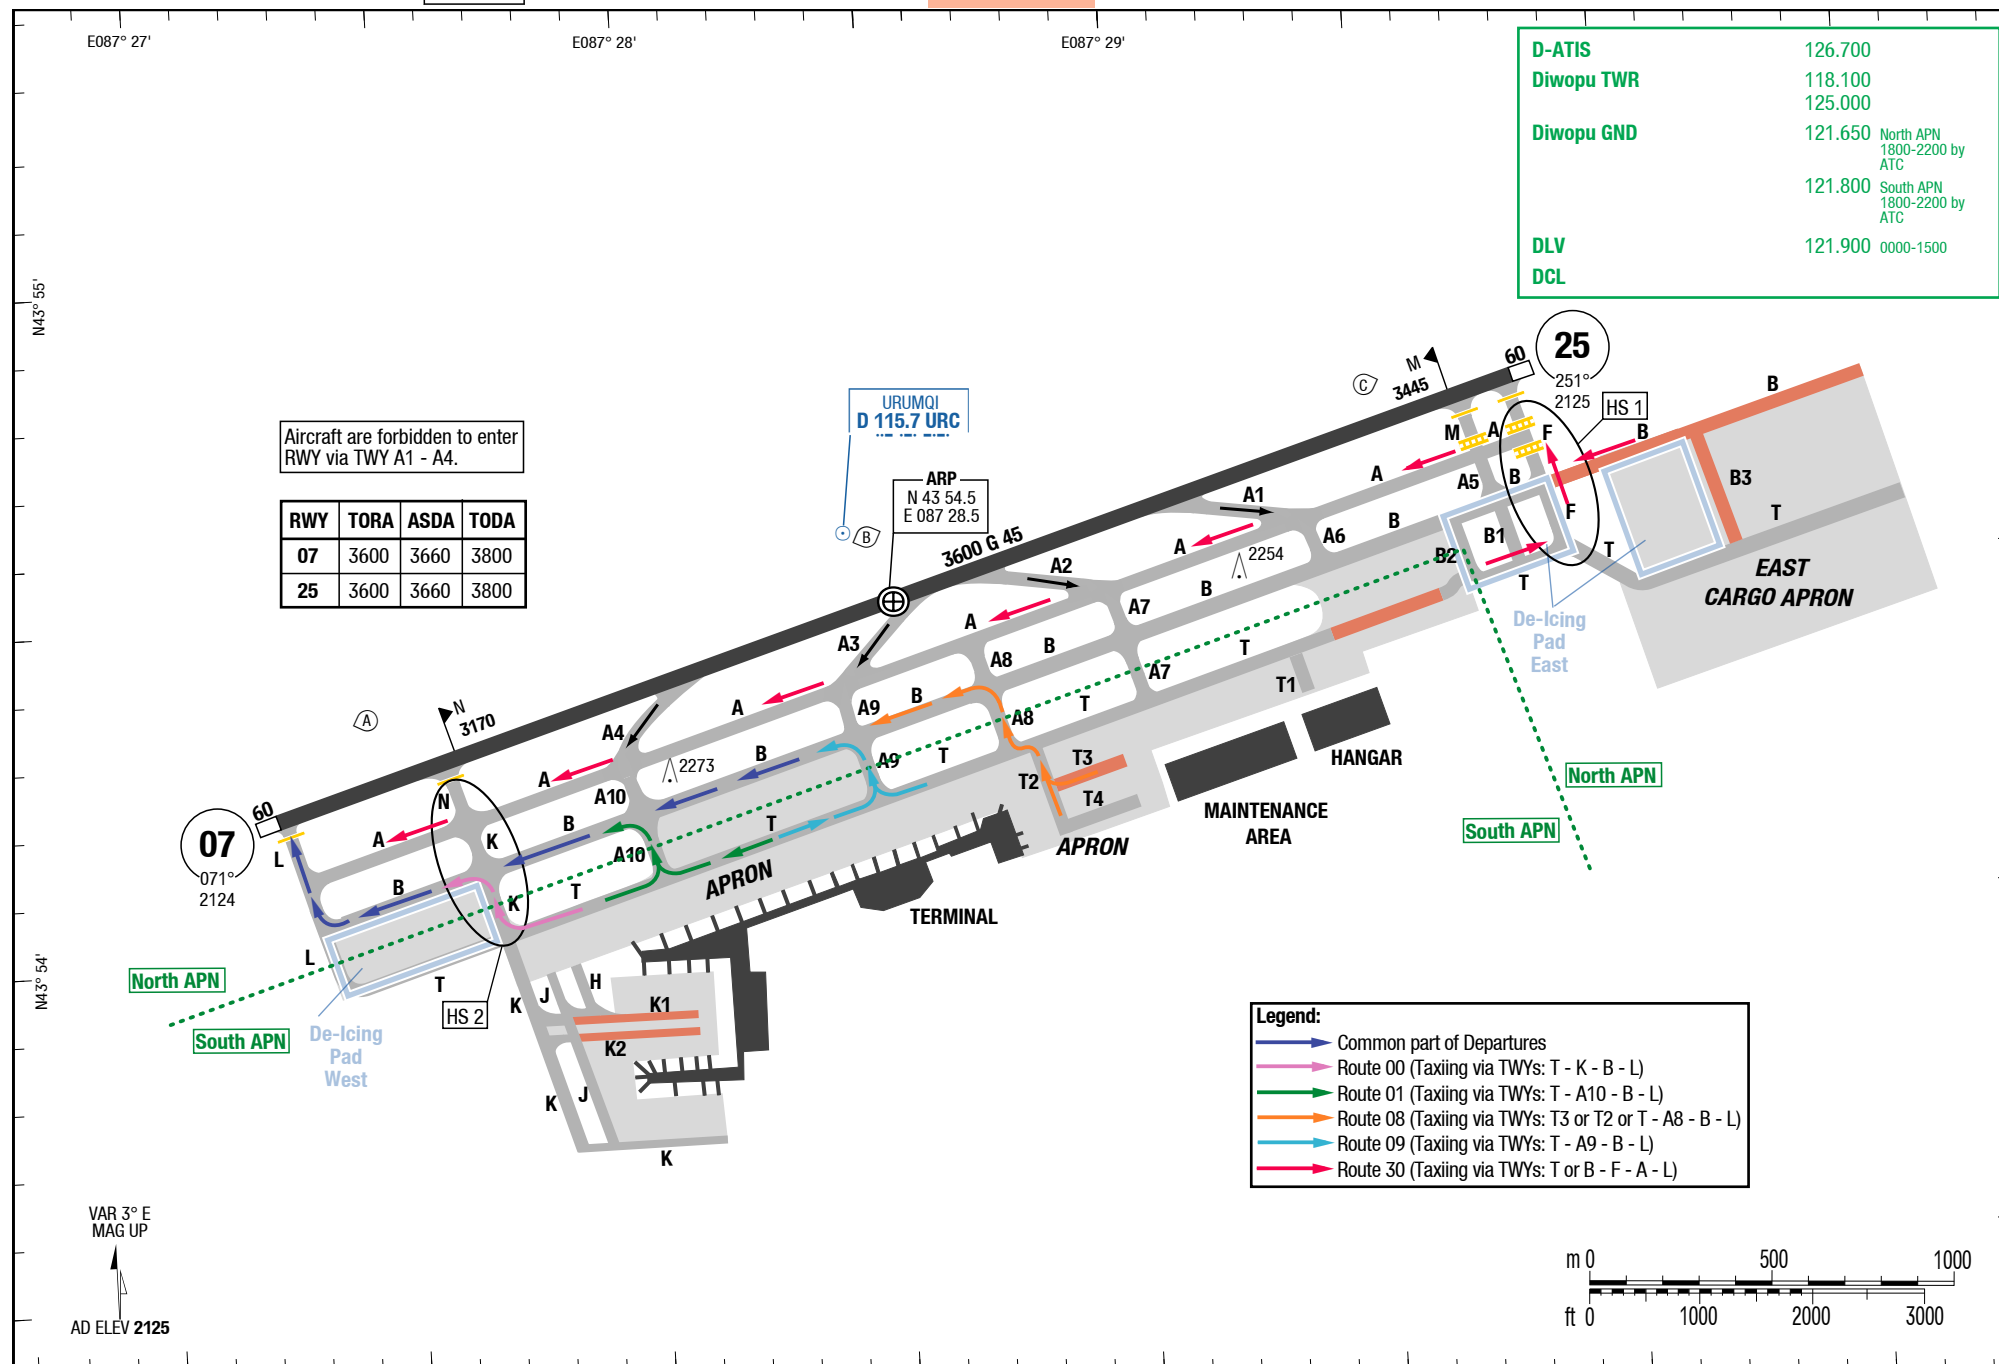 E087° 27'
E087° 28'
E087° 29'
D-ATIS 126.700
Diwopu TWR 118.100
125.000
Diwopu GND 121.650 North APN
1800-2200 by
ATC
121.800 South APN
1800-2200 by
ATC
DLV 121.900 0000-1500
DCL
N43° 55'
N43° 54'
Aircraft are forbidden to enter
RWY via TWY A1 - A4.
RWY TORA ASDA TODA
07 3600 3660 3800
25 3600 3660 3800
URUMQI
D 115.7 URC
ARP
N 43 54.5
E 087 28.5
B
C
A
3600 G 45
M
3445
60
25
251°
2125
HS 1
B
B
M
A
F
A
A5
B
B3
T
F
A1
B
A6
B1
A
2254
B2
T
T
EAST
CARGO APRON
A2
B
A7
De-Icing
Pad
East
A
A3
B
A8
T
A7
T1
A
B
A9
A8
T
N
3170
A4
B
A9
T
T3
HANGAR
North APN
2273
T2
T4
A
A10
MAINTENANCE
AREA
South APN
60
N
B
T
APRON
07
071°
2124
L
A
K
A10
APRON
TERMINAL
B
K
T
L
T
North APN
South APN
De-Icing
Pad
West
HS 2
K
J
H
K1
K2
K
J
K
Legend:
Common part of Departures
Route 00 (Taxiing via TWYs: T - K - B - L)
Route 01 (Taxiing via TWYs: T - A10 - B - L)
Route 08 (Taxiing via TWYs: T3 or T2 or T - A8 - B - L)
Route 09 (Taxiing via TWYs: T - A9 - B - L)
Route 30 (Taxiing via TWYs: T or B - F - A - L)
VAR 3° E
MAG UP
AD ELEV 2125
m 0 500 1000
ft 0 1000 2000 3000